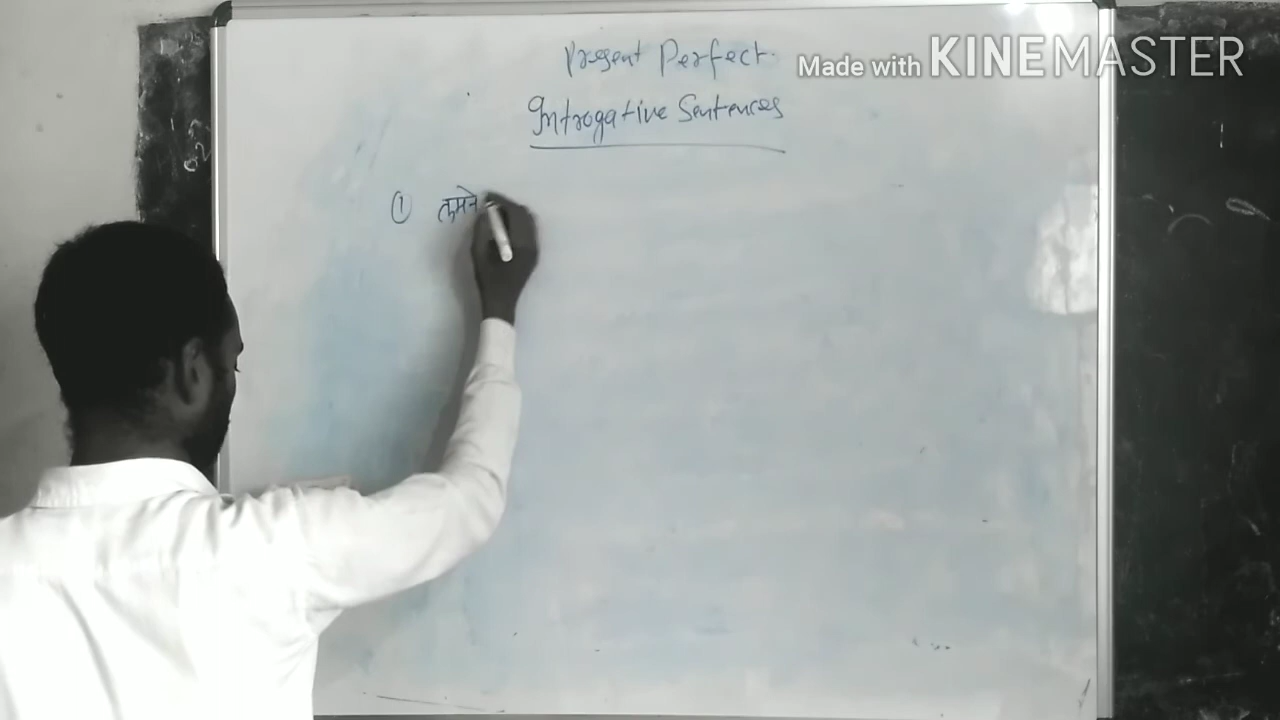 Present Perfect
Made with KINEMASTER
Introgative Sentences
① तुमने